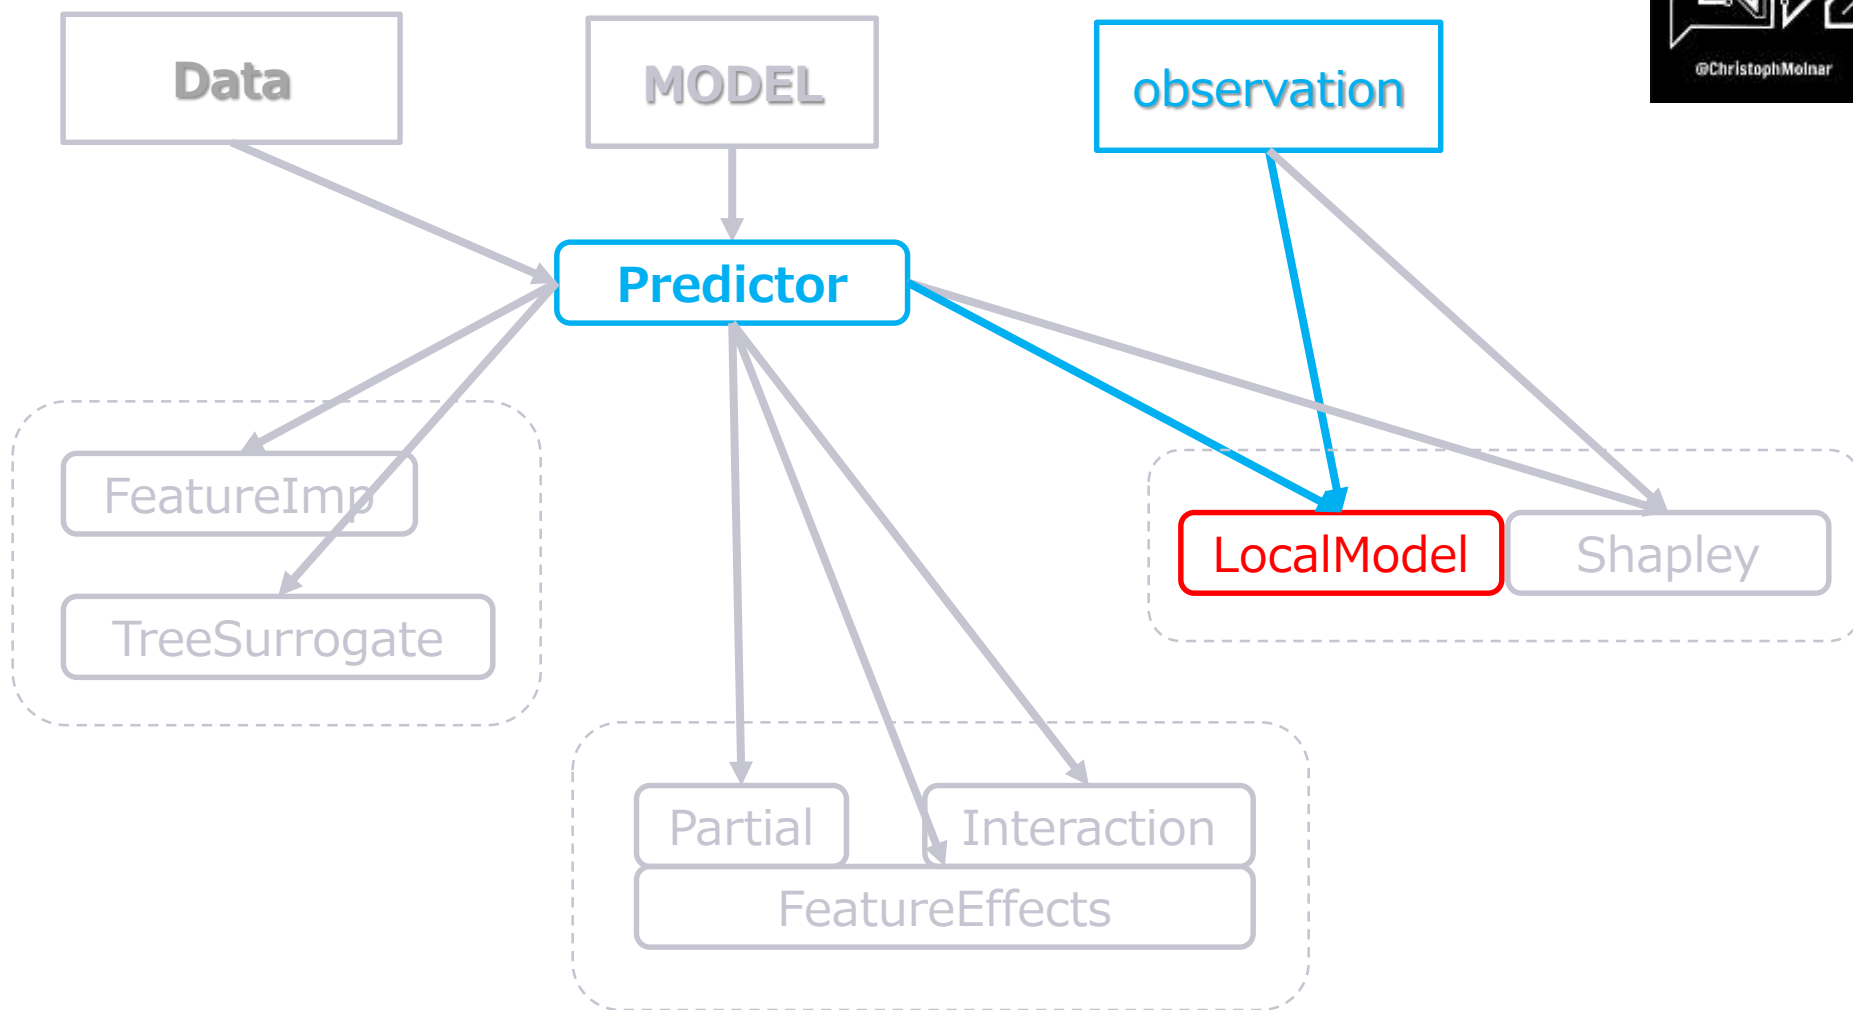 Data
MODEL
observation
@ChristophMolnar
Predictor
FeatureImp
TreeSurrogate
LocalModel
Shapley
Partial
Interaction
FeatureEffects